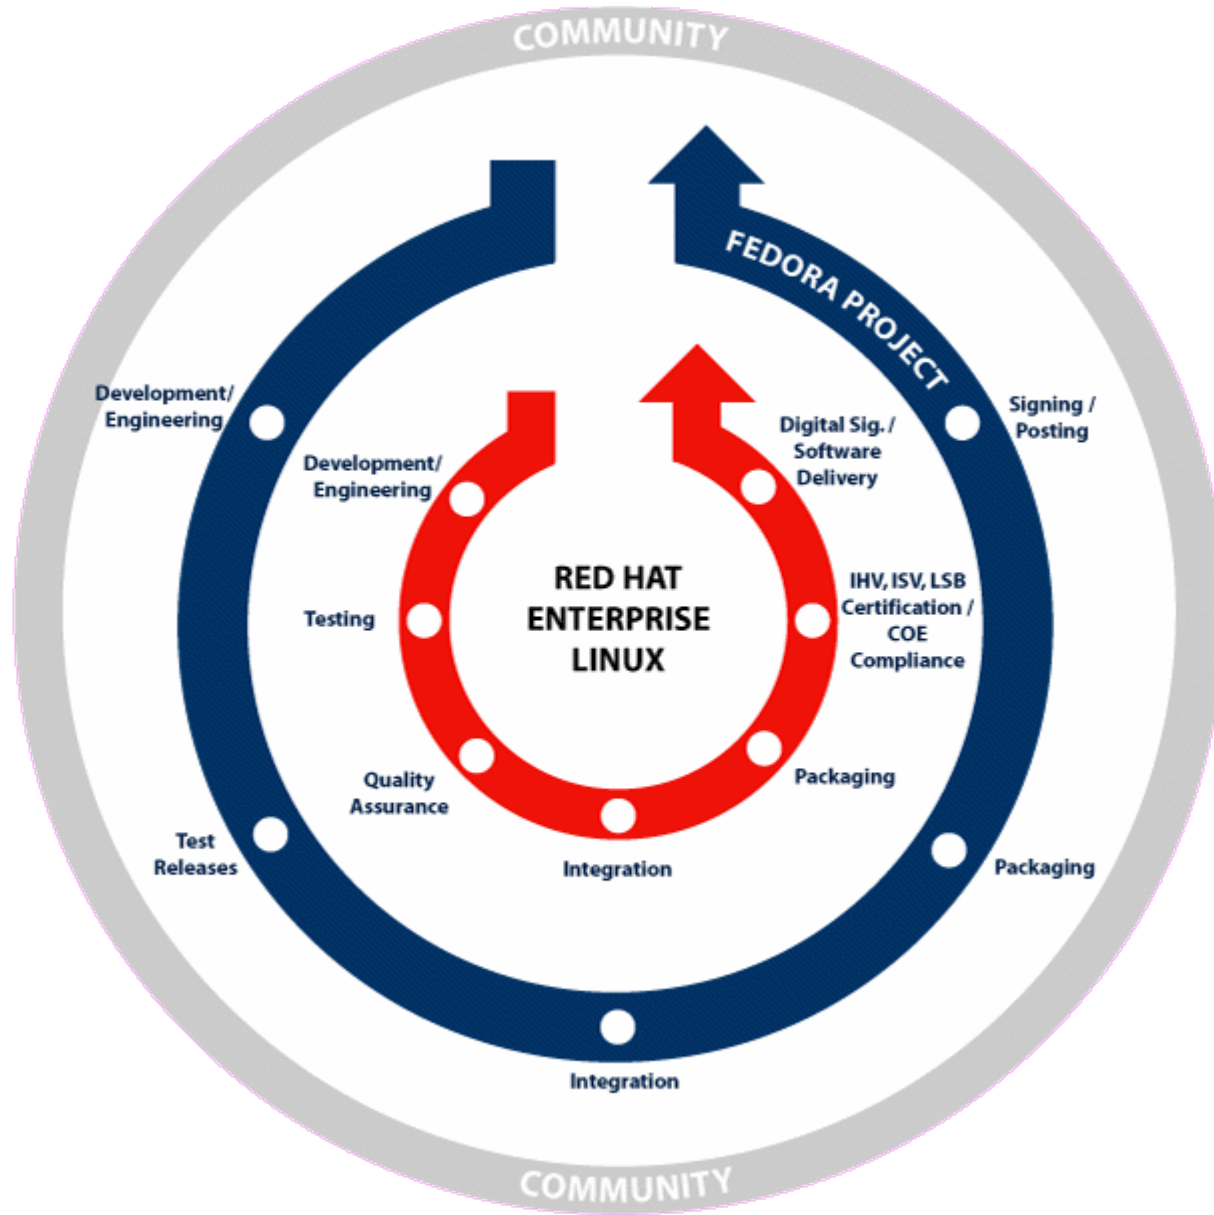 COMMUNITY
FEDORA PROJECT
Development/
Engineering
Signing /
Posting
Development/
Engineering
Digital Sig. /
Software
Delivery
Testing
RED HAT
ENTERPRISE
LINUX
IHV, ISV, LSB
Certification /
COE
Compliance
Quality
Assurance
Packaging
Integration
Test
Releases
Packaging
Integration
COMMUNITY